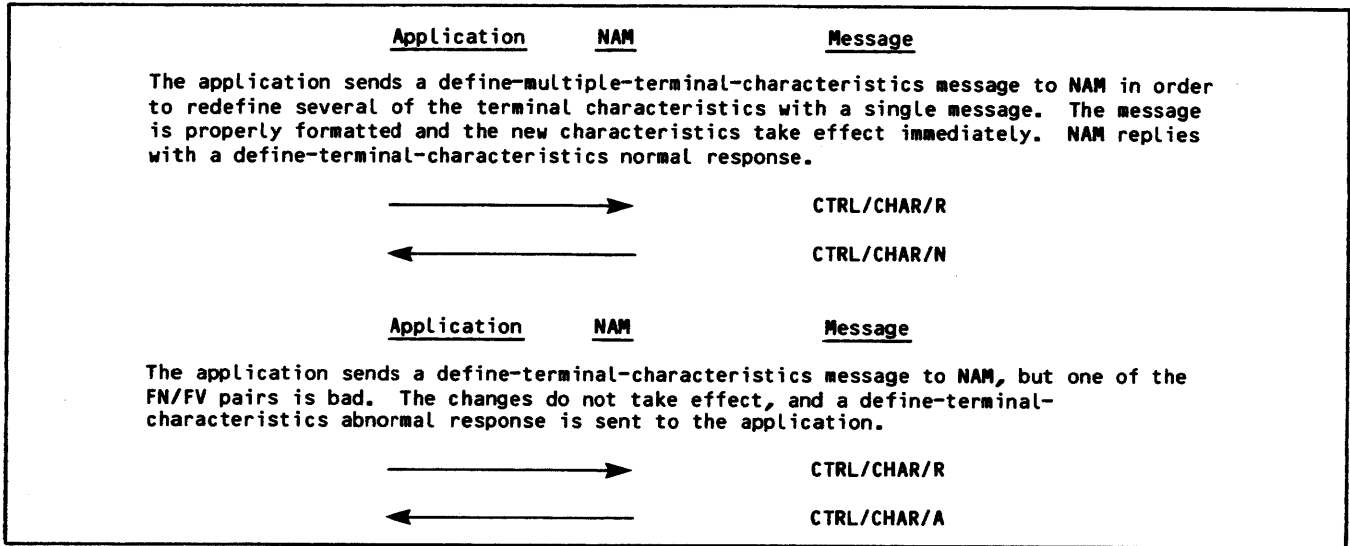 Application NAM Message
The application sends a define-multiple-terminal-characteristics message to NAM in order
to redefine several of the terminal characteristics with a single message. The message
is properly formatted and the new characteristics take effect immediately. NAM replies
with a define-terminal-characteristics normal response.
CTRL/CHAR/R
CTRL/CHAR/N
Application NAM Message
The application sends a define-terminal-characteristics message to NAM, but one of the
FN/FV pairs is bad. The changes do not take effect, and a define-terminal-
characteristics abnormal response is sent to the application.
CTRL/CHAR/R
CTRL/CHAR/A